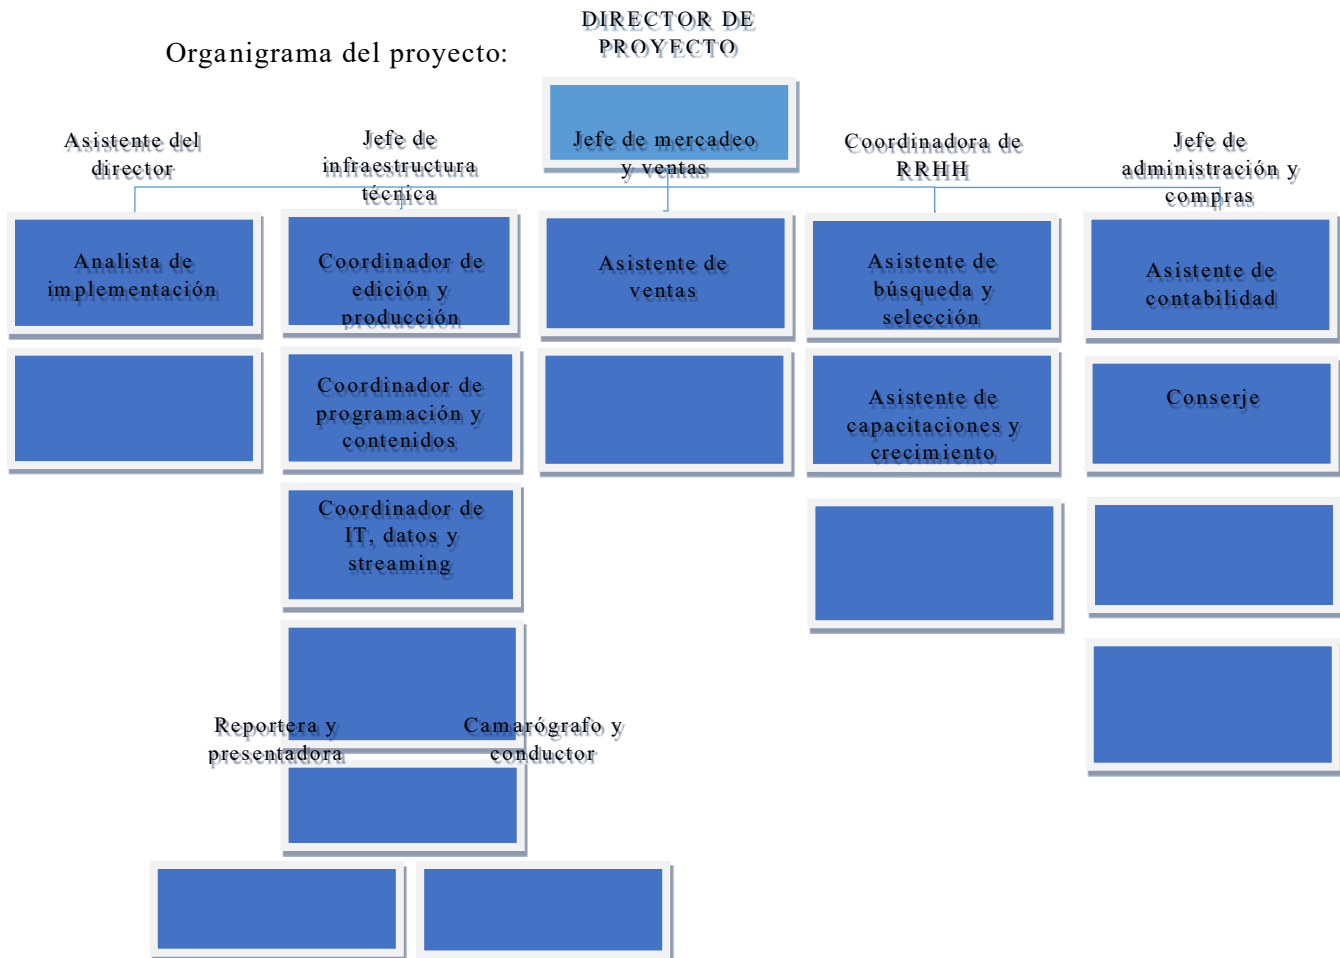 DIRECTOR DE
PROYECTO
Organigrama del proyecto:
Asistente del
director
Jefe de
infraestructura
técnica
Jefe de mercadeo
y ventas
Coordinadora de
RRHH
Jefe de
administración y
compras
Analista de
implementación
Coordinador de
edición y
producción
Asistente de
ventas
Asistente de
búsqueda y
selección
Asistente de
contabilidad
Coordinador de
programación y
contenidos
Asistente de
capacitaciones y
crecimiento
Conserje
Coordinador de
IT, datos y
streaming
Reportera y
presentadora
Camarógrafo y
conductor